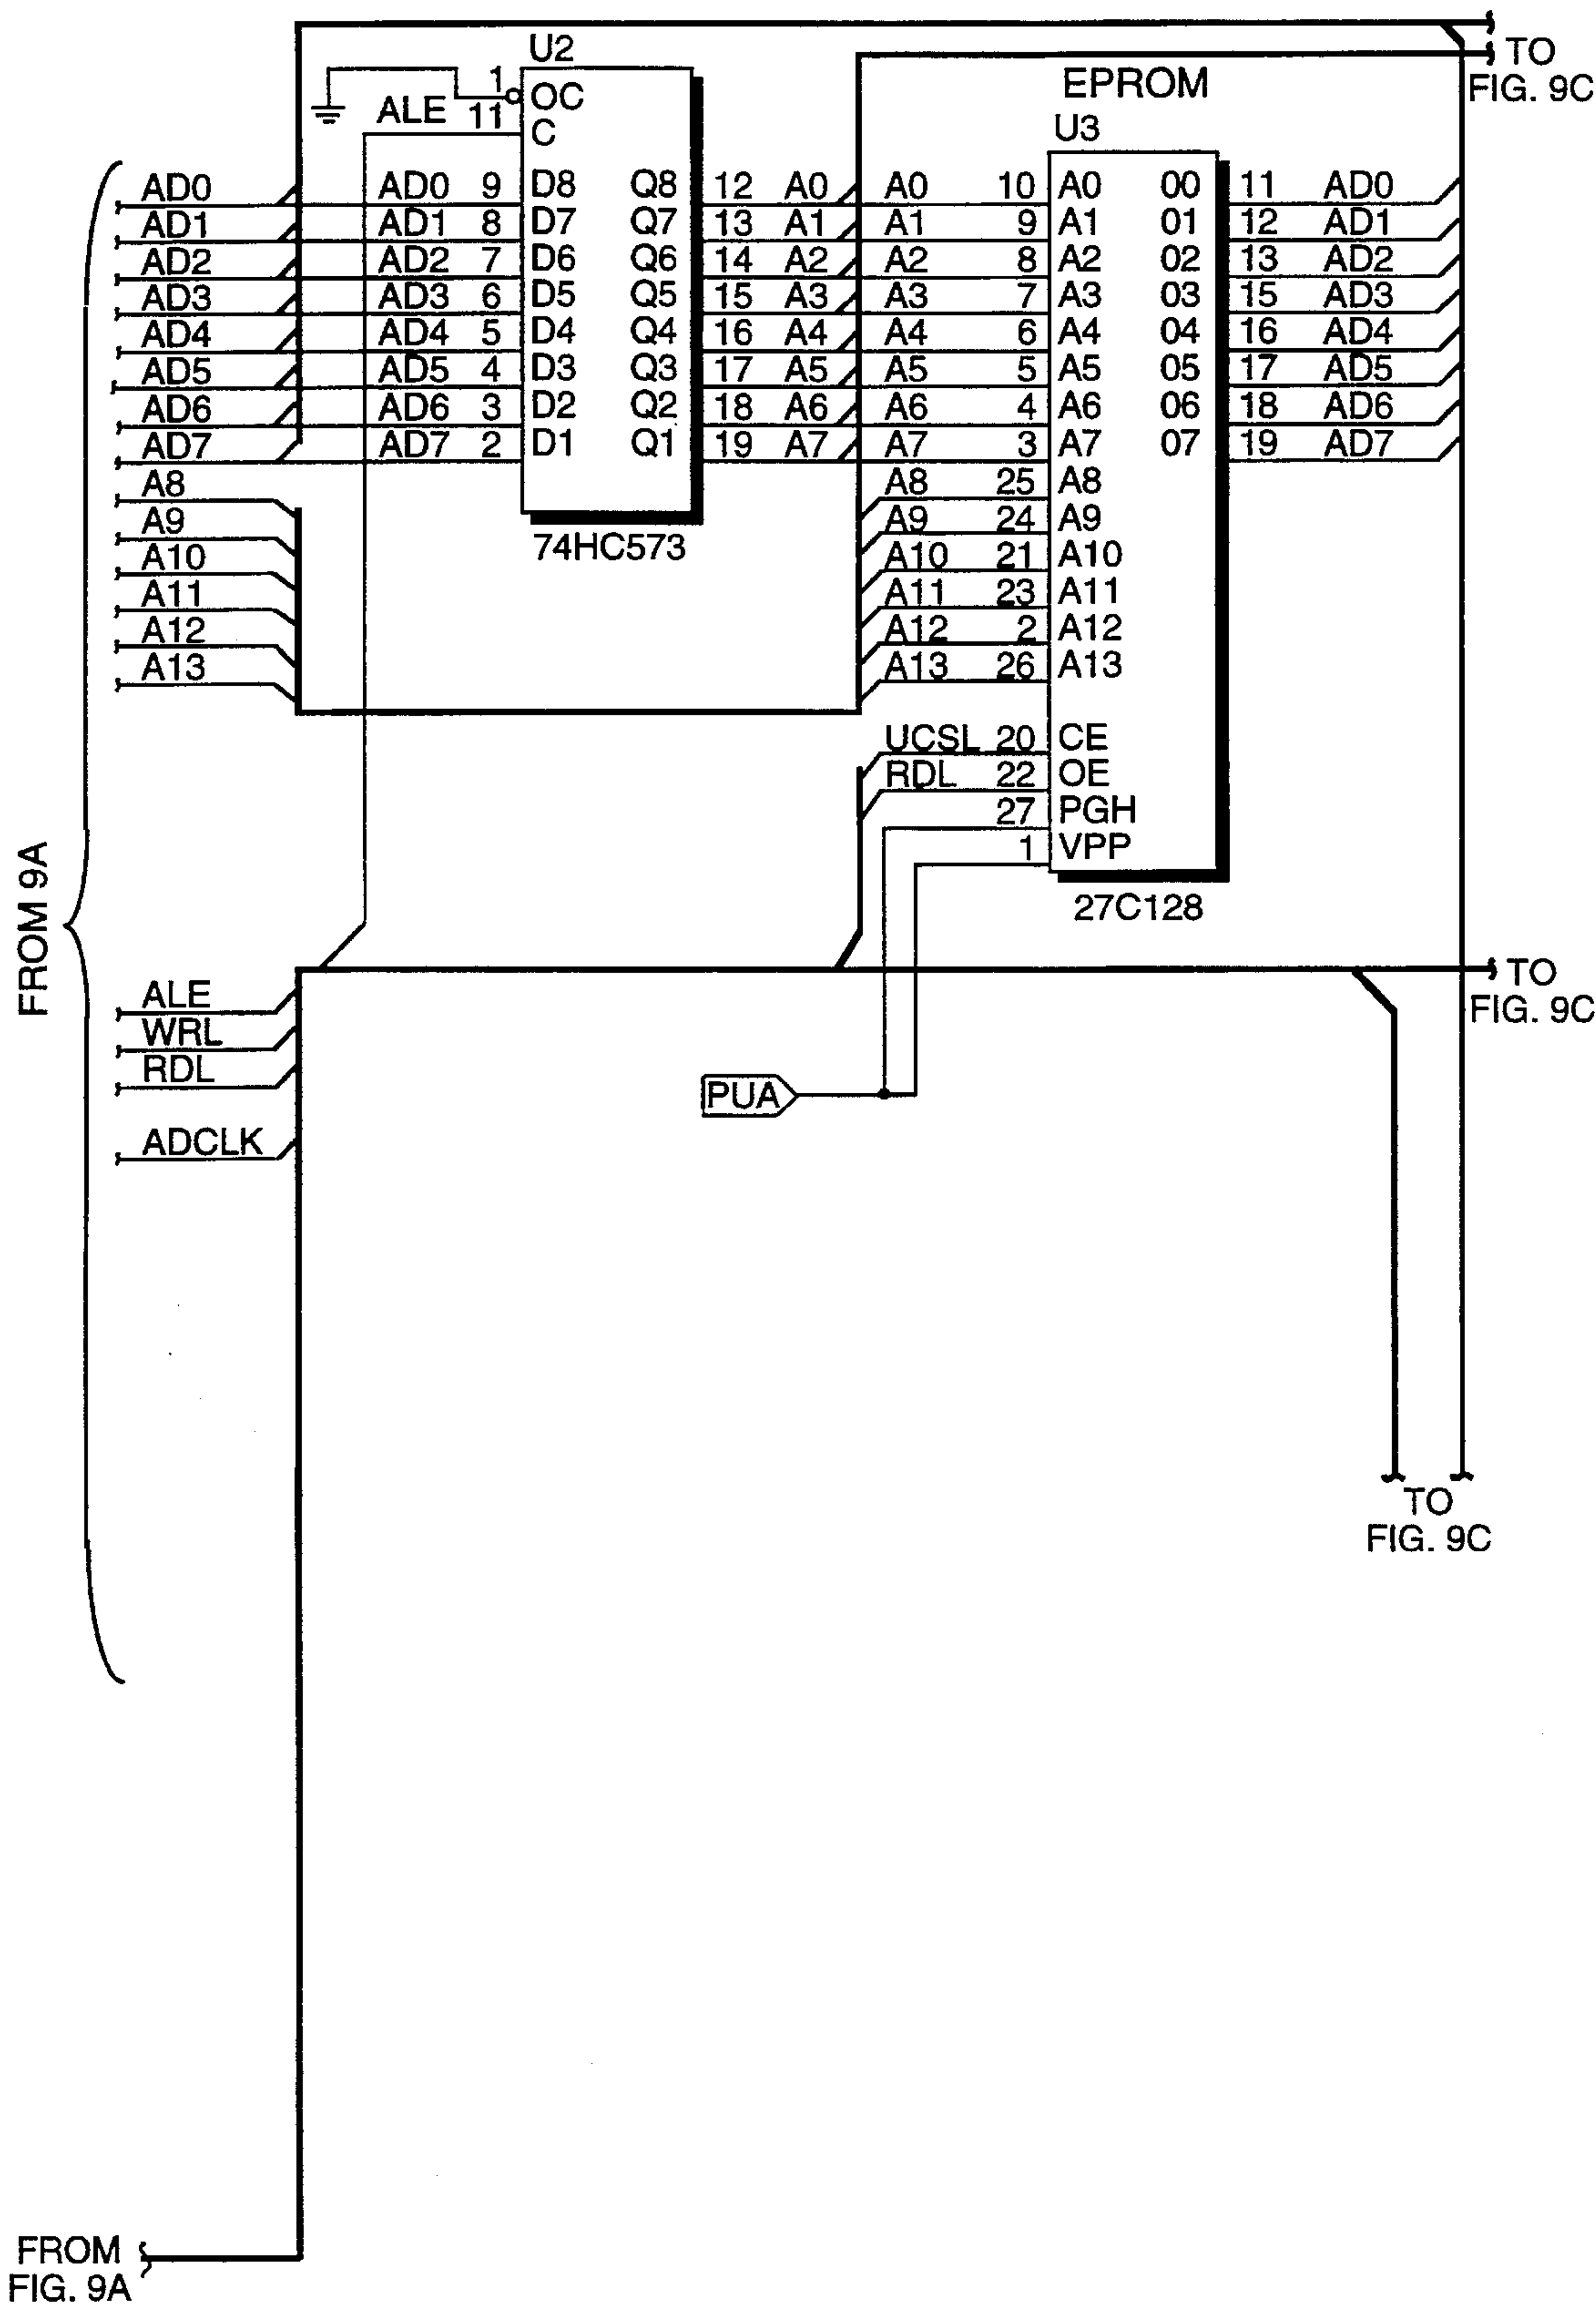 TO
FIG. 9C
U2
1
OC
ALE 11
C
EPROM
U3
AD0 AD0 9 D8 Q8 12 A0 A0 10 A0 00 11 AD0
AD1 AD1 8 D7 Q7 13 A1 A1 9 A1 01 12 AD1
AD2 AD2 7 D6 Q6 14 A2 A2 8 A2 02 13 AD2
AD3 AD3 6 D5 Q5 15 A3 A3 7 A3 03 15 AD3
AD4 AD4 5 D4 Q4 16 A4 A4 6 A4 04 16 AD4
AD5 AD5 4 D3 Q3 17 A5 A5 5 A5 05 17 AD5
AD6 AD6 3 D2 Q2 18 A6 A6 4 A6 06 18 AD6
AD7 AD7 2 D1 Q1 19 A7 A7 3 A7 07 19 AD7
A8 A8 25 A8
A9 A9 24 A9
74HC573
A10 A10 21 A10
A11 A11 23 A11
A12 A12 2 A12
A13 A13 26 A13
UCSL 20 CE
RDL 22 OE
27 PGH
1 VPP
27C128
FROM 9A
TO
FIG. 9C
ALE
WRL
RDL
PUA
ADCLK
TO
FIG. 9C
FROM
FIG. 9A